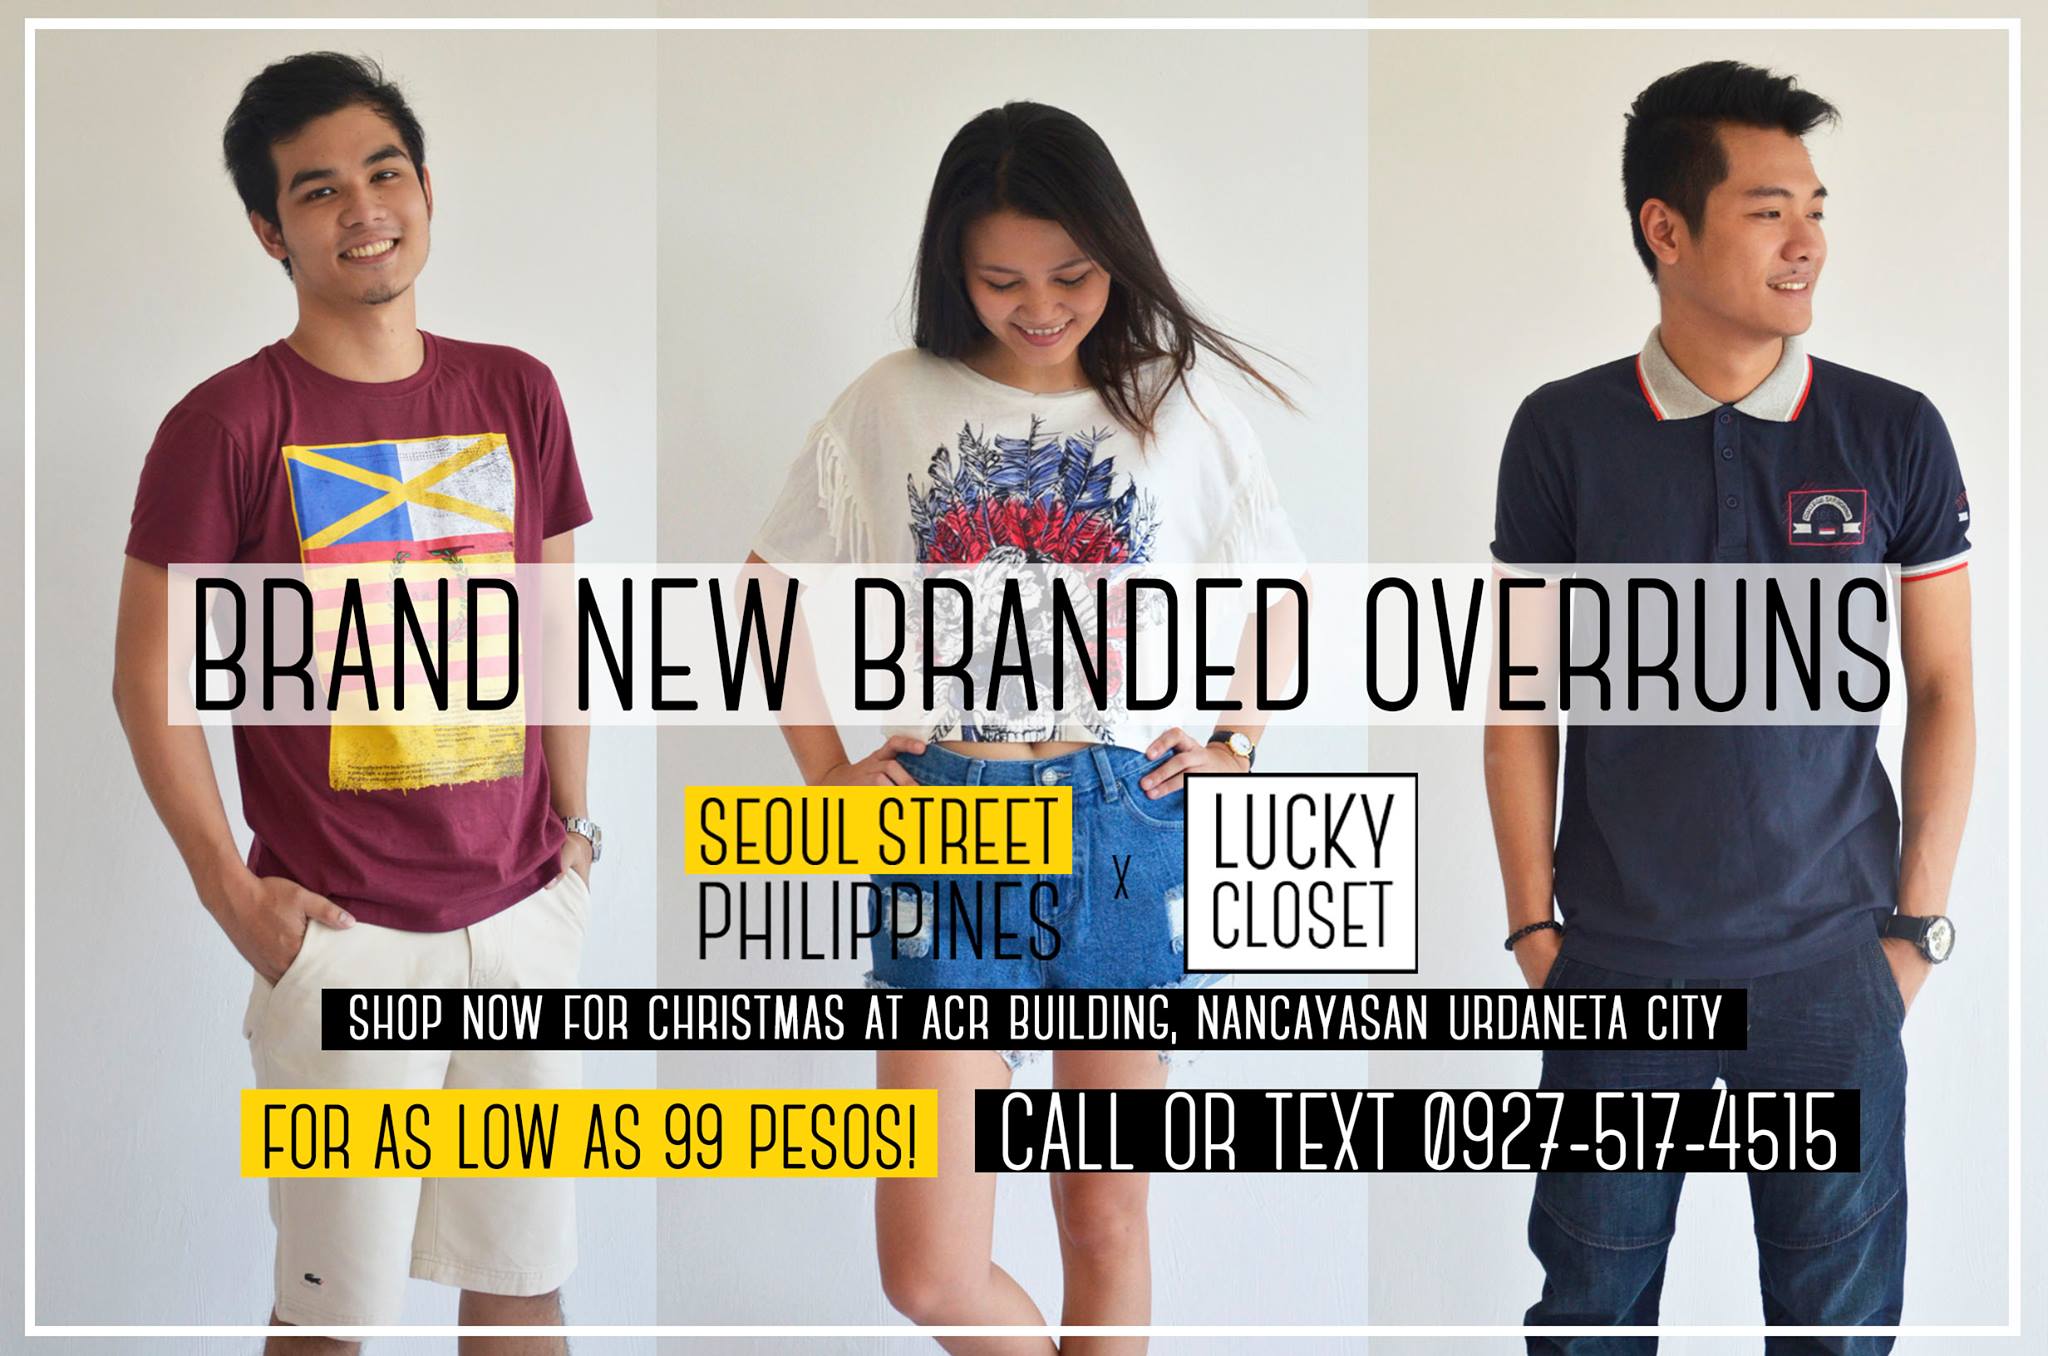 BRAND NEW BRANDED OVERRUNS
SEOUL STREET
PHILIPPINES
X
LUCKY
CLOSET
SHOP NOW FOR CHRISTMAS AT ACR BUILDING, NANCAYASAN URDANETA CITY
FOR AS LOW AS 99 PESOS!
CALL OR TEXT 0927-517-4515